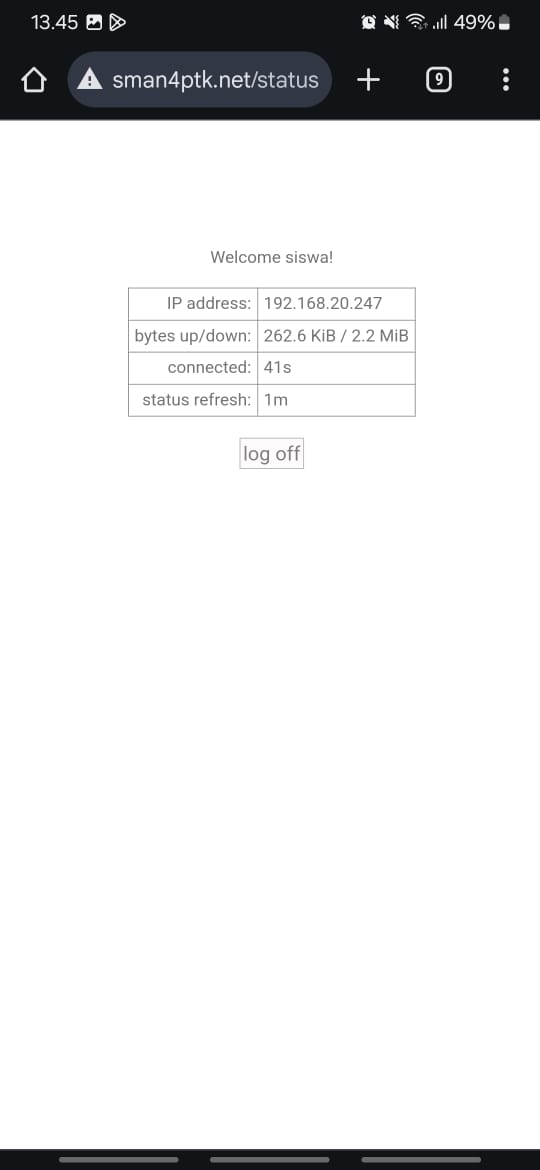 13.45 49%
sman4ptk.net/status
9
Welcome siswa!
IP address: 192.168.20.247
bytes up/down: 262.6 KiB / 2.2 MiB
connected: 41s
status refresh: 1m
log off